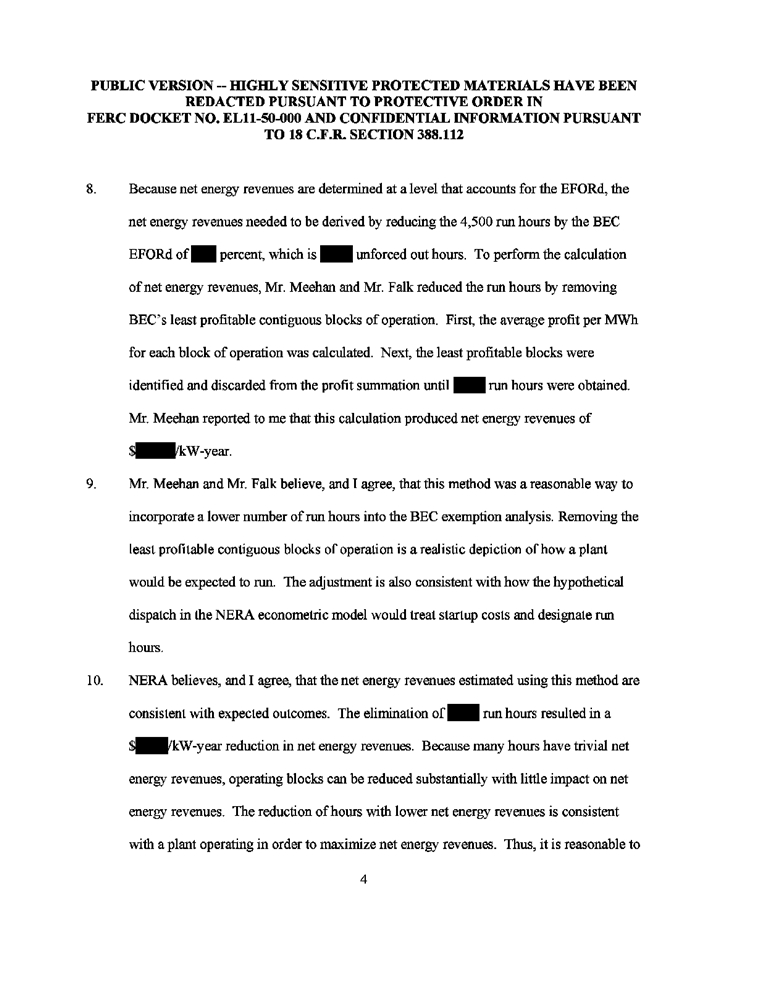 PUBLIC VERSION -- HIGHLY SENSITIVE PROTECTED MATERIALS HAVE BEEN
REDACTED PURSUANT TO PROTECTIVE ORDER IN
FERC DOCKET NO. EL11-50-000 AND CONFIDENTIAL INFORMATION PURSUANT
TO 18 C.F.R. SECTION 388.112
8. Because net energy revenues are determined at a level that accounts for the EFORd, the
net energy revenues needed to be derived by reducing the 4,500 run hours by the BEC
EFORd of percent, which is unforced out hours. To perform the calculation
of net energy revenues, Mr. Meehan and Mr. Falk reduced the run hours by removing
BEC's least profitable contiguous blocks of operation. First, the average profit per MWh
for each block of operation was calculated. Next, the least profitable blocks were
identified and discarded from the profit summation until run hours were obtained.
Mr. Meehan reported to me that this calculation produced net energy revenues of
$ /kW-year.
9. Mr. Meehan and Mr. Falk believe, and I agree, that this method was a reasonable way to
incorporate a lower number of run hours into the BEC exemption analysis. Removing the
least profitable contiguous blocks of operation is a realistic depiction of how a plant
would be expected to run. The adjustment is also consistent with how the hypothetical
dispatch in the NERA econometric model would treat startup costs and designate run
hours.
10. NERA believes, and I agree, that the net energy revenues estimated using this method are
consistent with expected outcomes. The elimination of run hours resulted in a
$ /kW-year reduction in net energy revenues. Because many hours have trivial net
energy revenues, operating blocks can be reduced substantially with little impact on net
energy revenues. The reduction of hours with lower net energy revenues is consistent
with a plant operating in order to maximize net energy revenues. Thus, it is reasonable to
4